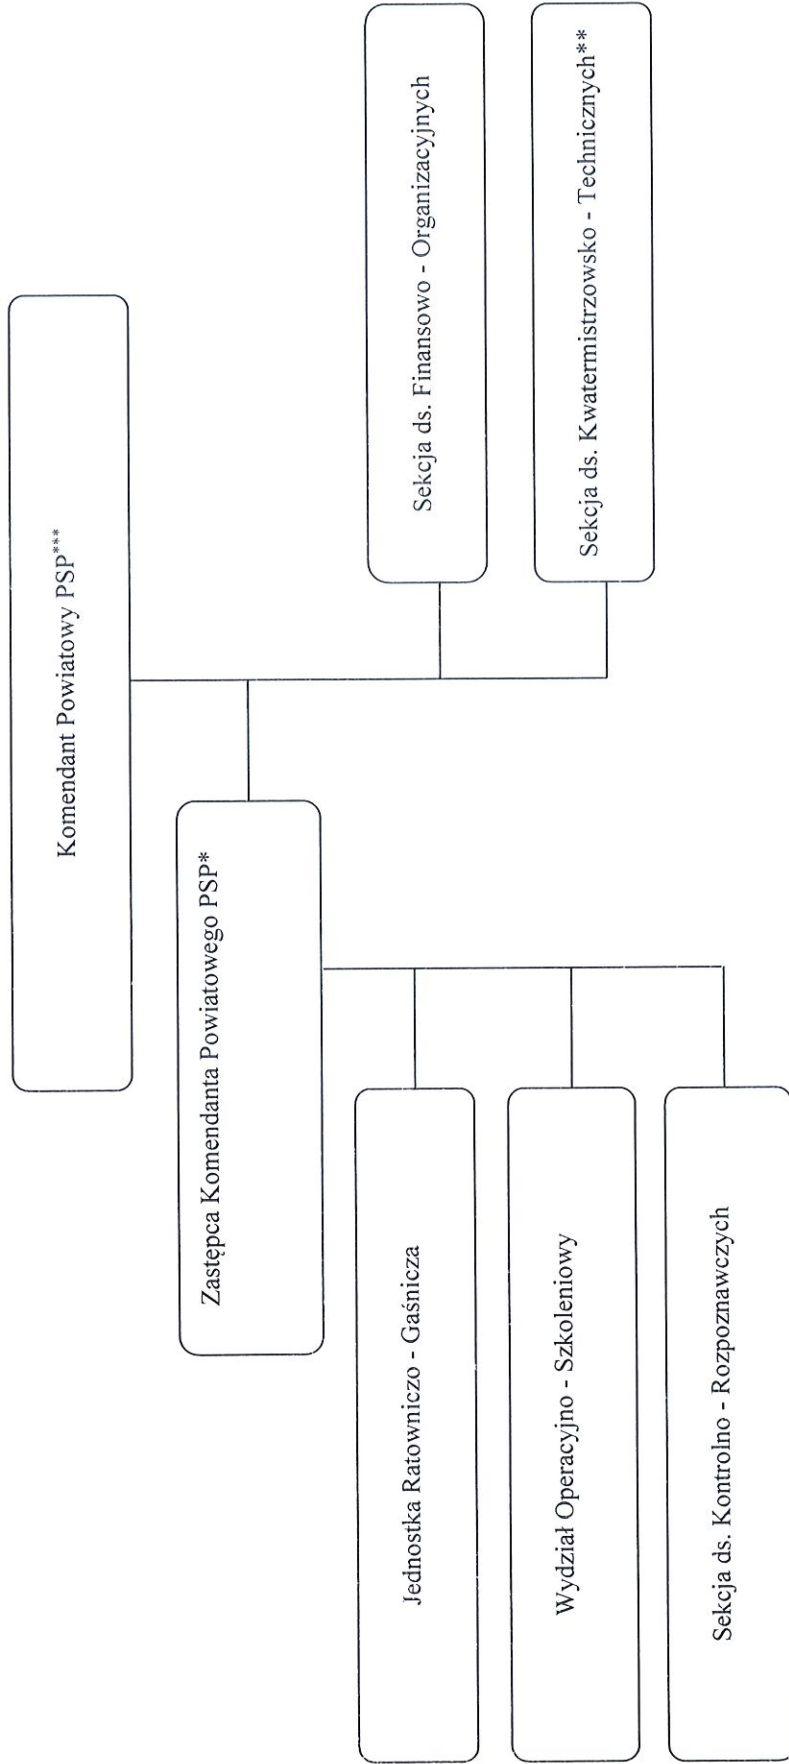 Komendant Powiatowy PSP***
Zastępca Komendanta Powiatowego PSP*
Jednostka Ratowniczo - Gaśnicza
Wydział Operacyjno - Szkoleniowy
Sekcja ds. Kontrolno - Rozpoznawczych
Sekcja ds. Finansowo - Organizacyjnych
Sekcja ds. Kwatermistrzowsko - Technicznych**